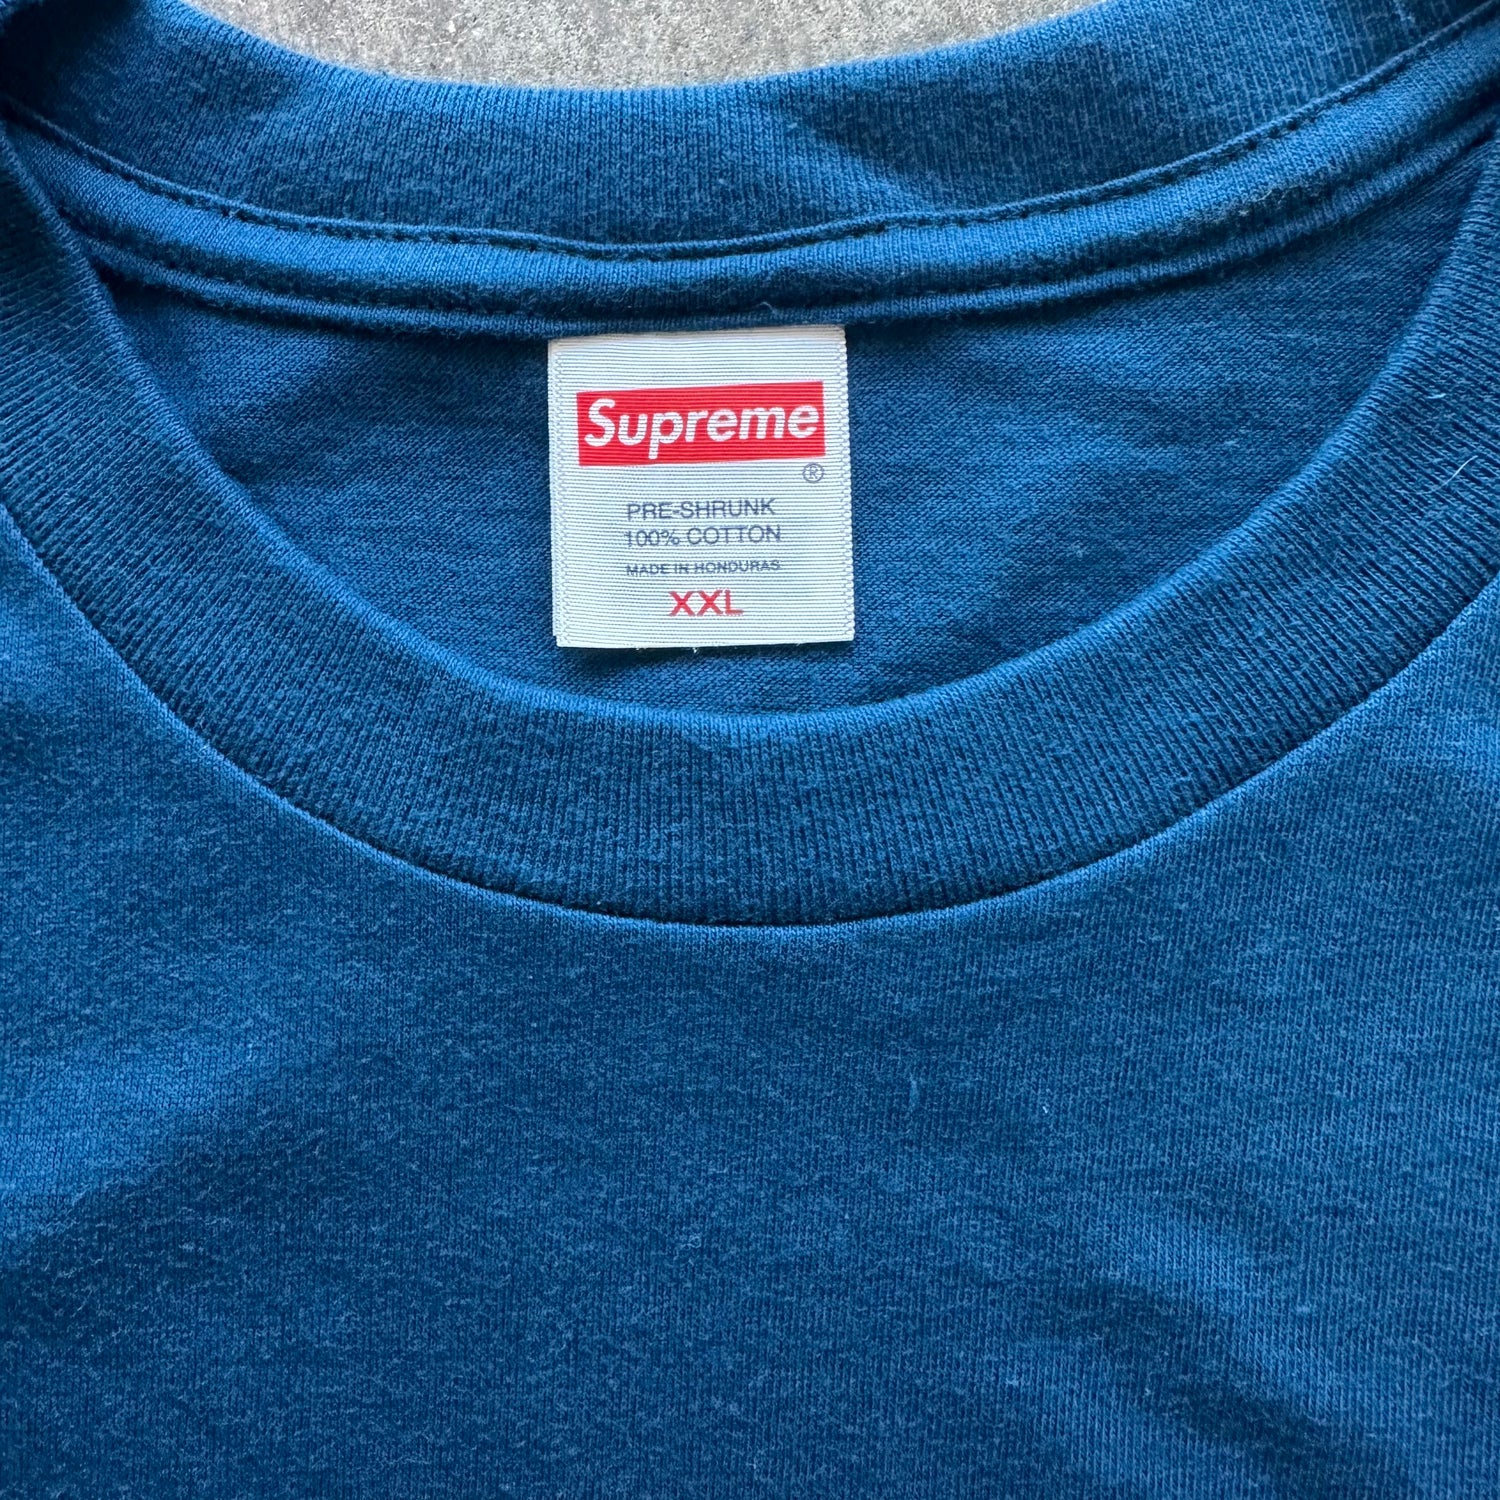 Supreme
®
PRE-SHRUNK
100% COTTON
MADE IN HONDURAS
XXL